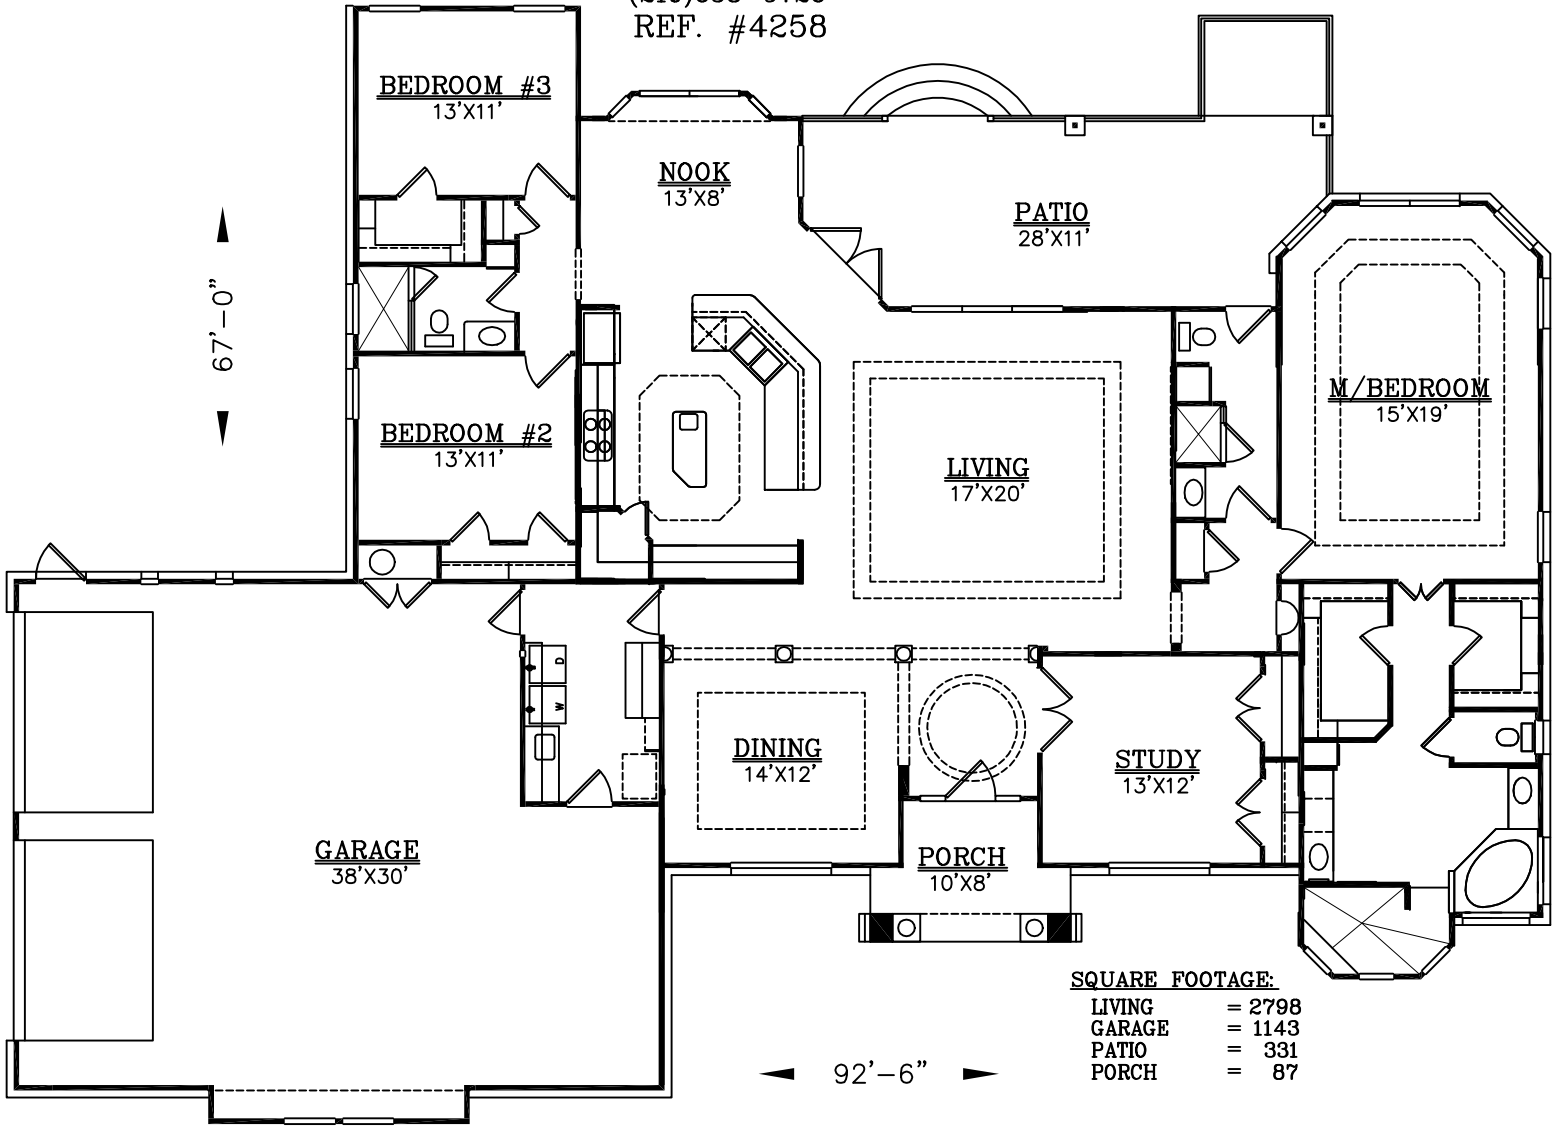 REF. #4258
BEDROOM #3
13'X11'
NOOK
13'X8'
PATIO
28'X11'
67'-0"
M/BEDROOM
15'X19'
BEDROOM #2
13'X11'
LIVING
17'X20'
D
W
DINING
14'X12'
STUDY
13'X12'
GARAGE
38'X30'
PORCH
10'X8'
SQUARE FOOTAGE:
LIVING = 2798
GARAGE = 1143
PATIO = 331
PORCH = 87
92'-6"